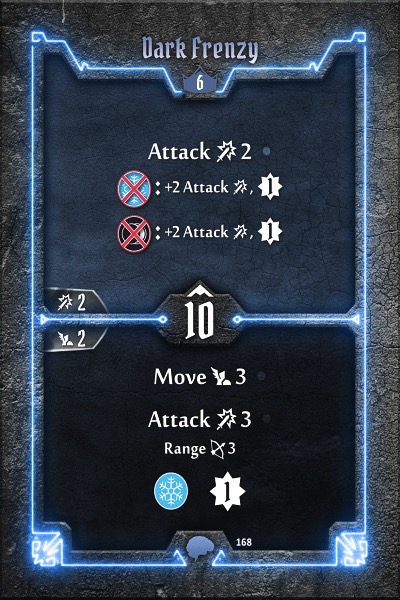 Dark Frenzy
6
Attack 2
: +2 Attack , 1
: +2 Attack , 1
2
10
2
Move 3
Attack 3
Range 3
1
168